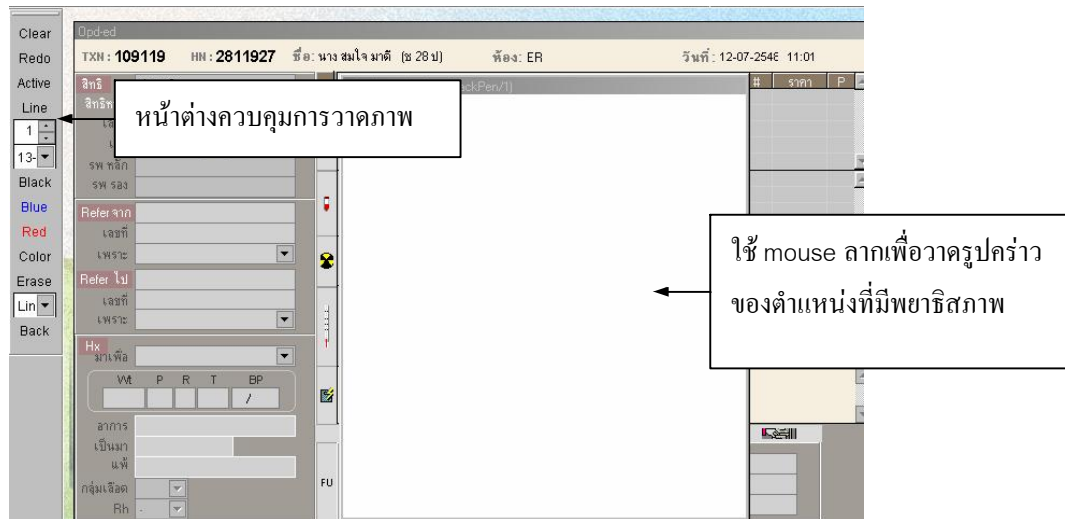 Clear
Redo
Active
Line
1
13-
Black
Blue
Red
Color
Erase
Lin
Back
Opd-ed
TXN : 109119 HN : 2811927 ชื่อ: นาง สมใจ มาดี (ช 28 ป) ห้อง: ER วันที่ : 12-07-2548 11:01
สิทธิ
ackPen/1)
# ราคา P
หน้าต่างควบคุมการวาดภาพ
รพ หลัก
รพ รอง
Refer จาก
เลขที่
เพราะ
Refer ไป
เลขที่
เพราะ
Hx
มาเพื่อ
Wt P R T BP
/
อาการ
เป็นมา
แพ้
กลุ่มเลือด
Rh -
FU
ใช้ mouse ลากเพื่อวาดรูปคร่าว
ของตำแหน่งที่มีพยาธิสภาพ